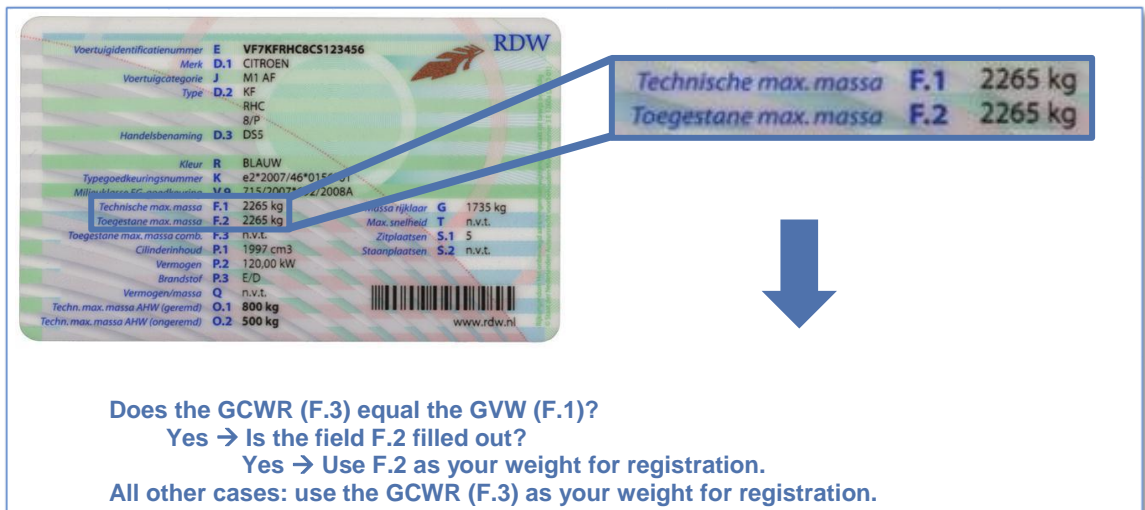 RDW
Voertuigidentificatienummer E VF7KFRHC8CS123456
Merk D.1 CITROEN
Voertuigcategorie J M1 AF
Type D.2 KF
RHC
8/P
Handelsbenaming D.3 DS5
Kleur R BLAUW
Typegoedkeuringsnummer K
Milieuklasse EG-goedkeuring V.9
Technische max. massa F.1 2265 kg
Massa rijklaar G 1735 kg
Toegestane max. massa F.2 2265 kg
Max. snelheid T n.v.t.
Toegestane max. massa comb. F.3 n.v.t.
Zitplaatsen S.1 5
Cilinderinhoud P.1 1997 cm3
Staanplaatsen S.2 n.v.t.
Vermogen P.2 120,00 kW
Brandstof P.3 E/D
Vermogen/massa Q n.v.t.
Techn. max. massa AHW (geremd) O.1 800 kg
Techn. max. massa AHW (ongeremd) O.2 500 kg
www.rdw.nl
Technische max. massa F.1 2265 kg
Toegestane max. massa F.2 2265 kg
Does the GCWR (F.3) equal the GVW (F.1)?
Yes → Is the field F.2 filled out?
Yes → Use F.2 as your weight for registration.
All other cases: use the GCWR (F.3) as your weight for registration.